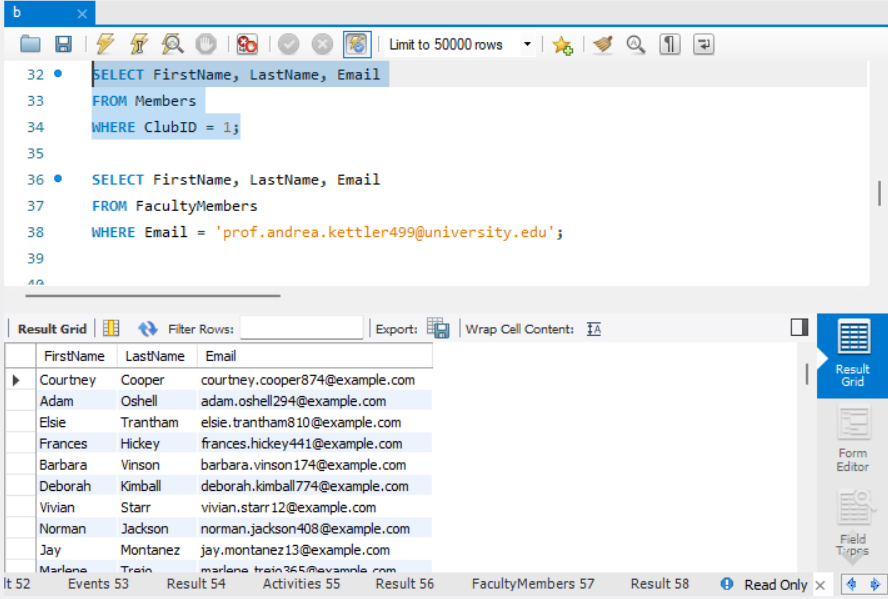 b
Limit to 50000 rows
32 SELECT FirstName, LastName, Email
33 FROM Members
34 WHERE ClubID = 1;
35
36 SELECT FirstName, LastName, Email
37 FROM FacultyMembers
38 WHERE Email = 'prof.andrea.kettler499@university.edu';
39
40
Result Grid Filter Rows: Export: Wrap Cell Content: IA
FirstName LastName Email
Courtney Cooper courtney.cooper874@example.com
Adam Oshell adam.oshell294@example.com
Elsie Trantham elsie.trantham810@example.com
Frances Hickey frances.hickey441@example.com
Barbara Vinson barbara.vinson174@example.com
Deborah Kimball deborah.kimball774@example.com
Vivian Starr vivian.starr12@example.com
Norman Jackson norman.jackson408@example.com
Jay Montanez jay.montanez13@example.com
Marlene Trejo marlene.trejo365@example.com
Result
Grid
Form
Editor
Field
Types
lt 52 Events 53 Result 54 Activities 55 Result 56 FacultyMembers 57 Result 58 Read Only